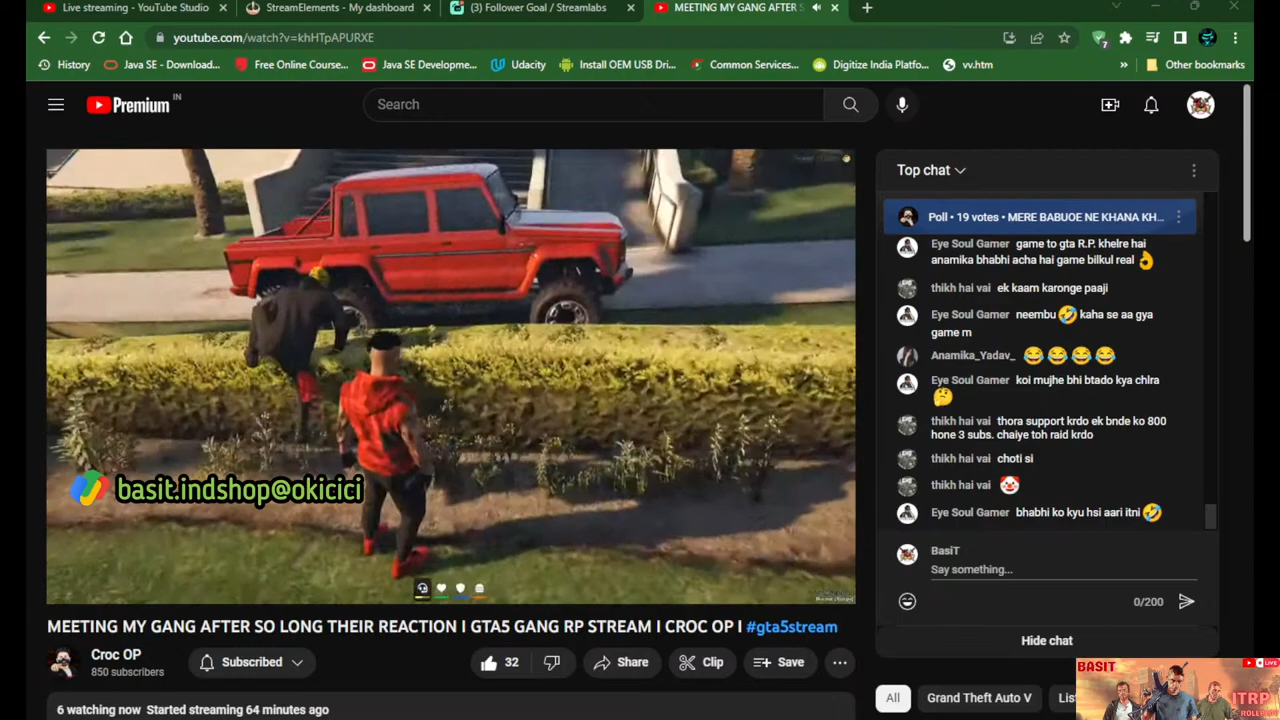 Live streaming - YouTube Studio
StreamElements - My dashboard
(3) Follower Goal / Streamlabs
MEETING MY GANG AFTER S
youtube.com/watch?v=khHTpAPURXE
7
History
Java SE - Download...
Free Online Course...
Java SE Developme...
Udacity
Install OEM USB Driv...
Common Services...
Digitize India Platfo...
vv.htm
»
Other bookmarks
Premium IN
Search
Top chat
Poll • 19 votes • MERE BABUOE NE KHANA KH...
Eye Soul Gamer game to gta R.P. khelre hai
anamika bhabhi acha hai game bilkul real 👌
thikh hai vai ek kaam karonge paaji
Eye Soul Gamer neembu 🤣 kaha se aa gya
game m
Anamika_Yadav_ 😂😂😂😂
Eye Soul Gamer koi mujhe bhi btado kya chlra
🤔
thikh hai vai thora support krdo ek bnde ko 800
hone 3 subs. chaiye toh raid krdo
thikh hai vai choti si
thikh hai vai 🤡
Eye Soul Gamer bhabhi ko kyu hsi aari itni 🤣
BasiT
Say something...
0/200
Hide chat
basit.indshop@okicici
MEETING MY GANG AFTER SO LONG THEIR REACTION I GTA5 GANG RP STREAM I CROC OP I #gta5stream
Croc OP
850 subscribers
Subscribed
32
Share
Clip
Save
6 watching now Started streaming 64 minutes ago
All
Grand Theft Auto V
BASIT
LIVE
ITRP